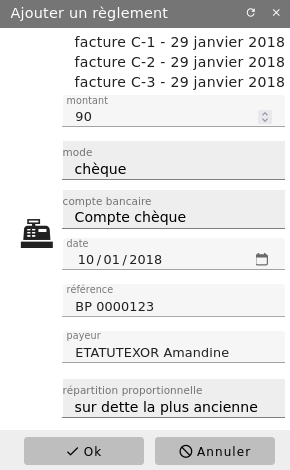 Ajouter un règlement
facture C-1 - 29 janvier 2018
facture C-2 - 29 janvier 2018
facture C-3 - 29 janvier 2018
montant
90
mode
chèque
compte bancaire
Compte chèque
date
10/01/2018
référence
BP 0000123
payeur
ETATUTEXOR Amandine
répartition proportionnelle
sur dette la plus ancienne
Ok
Annuler